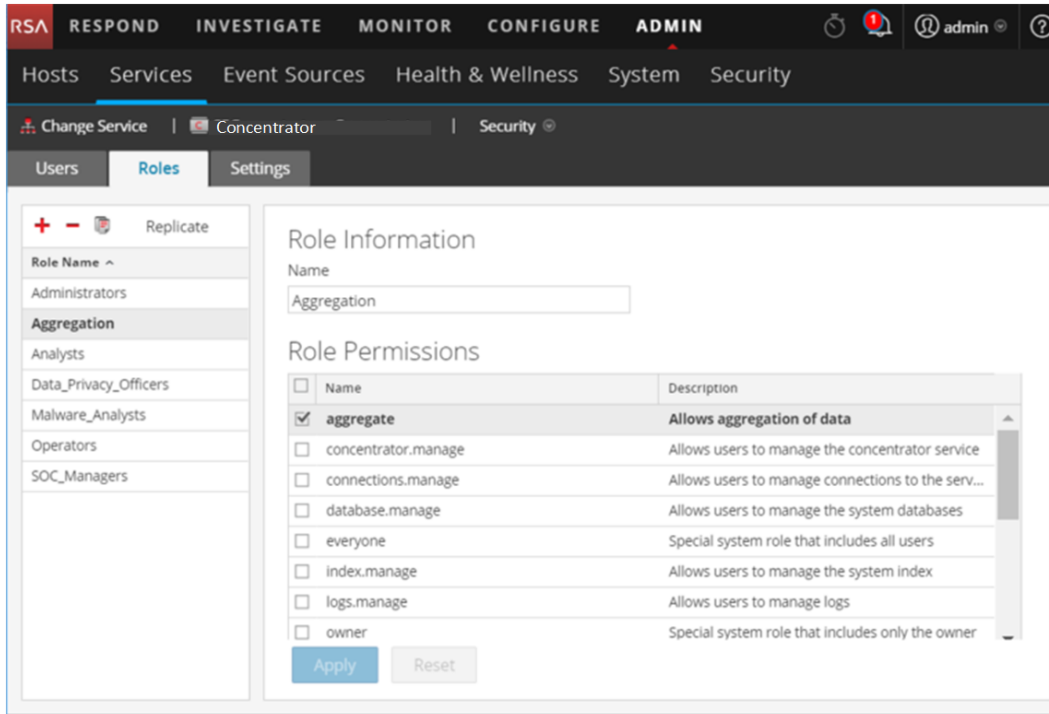 RSA RESPOND INVESTIGATE MONITOR CONFIGURE ADMIN 1 admin ?
Hosts Services Event Sources Health & Wellness System Security
Change Service | C Concentrator | Security
Users Roles Settings
Replicate
Role Name
Administrators
Aggregation
Analysts
Data_Privacy_Officers
Malware_Analysts
Operators
SOC_Managers
Role Information
Name
Aggregation
Role Permissions
Name Description
aggregate Allows aggregation of data
concentrator.manage Allows users to manage the concentrator service
connections.manage Allows users to manage connections to the serv...
database.manage Allows users to manage the system databases
everyone Special system role that includes all users
index.manage Allows users to manage the system index
logs.manage Allows users to manage logs
owner Special system role that includes only the owner
Apply Reset